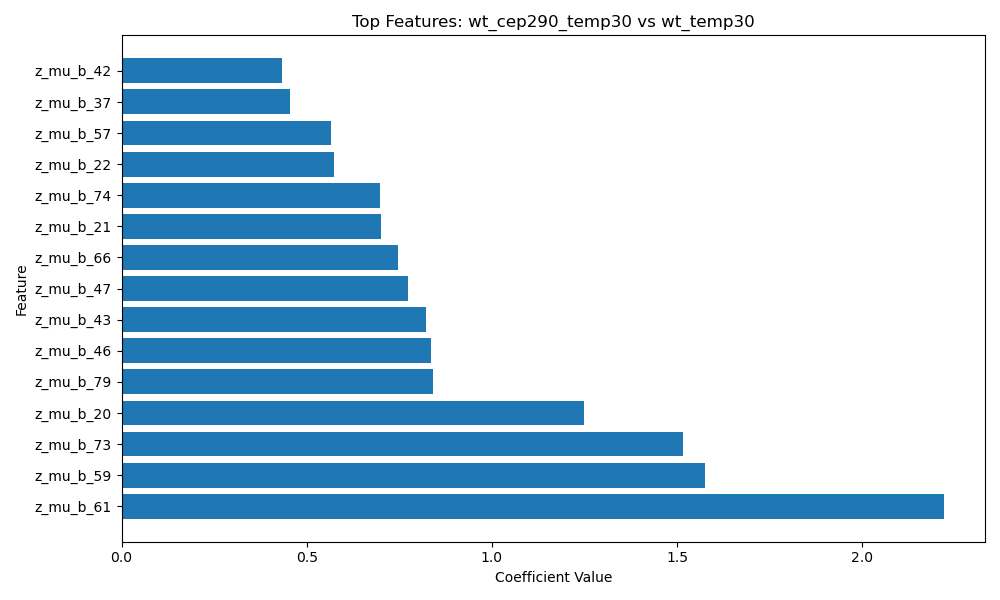 Top Features: wt_cep290_temp30 vs wt_temp30
z_mu_b_42
z_mu_b_37
z_mu_b_57
z_mu_b_22
z_mu_b_74
z_mu_b_21
z_mu_b_66
z_mu_b_47
z_mu_b_43
z_mu_b_46
z_mu_b_79
z_mu_b_20
z_mu_b_73
z_mu_b_59
z_mu_b_61
Feature
0.0 0.5 1.0 1.5 2.0
Coefficient Value